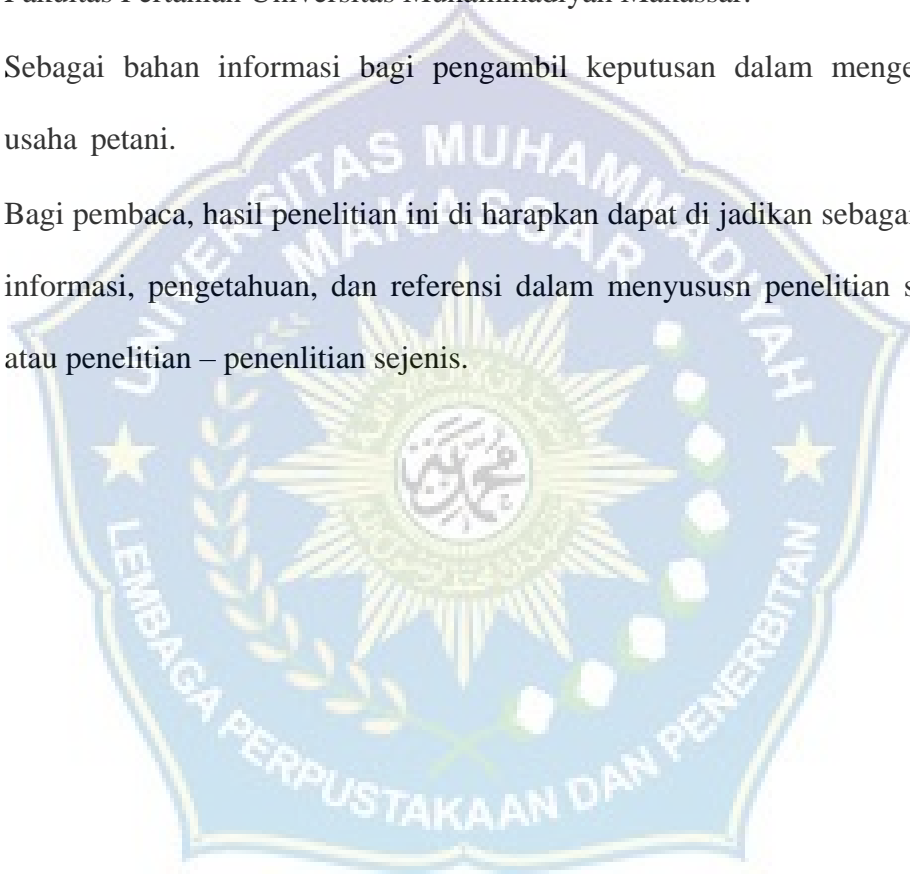 Fakultas Pertanian Universitas Muhammadiyah Makassar.
Sebagai bahan informasi bagi pengambil keputusan dalam menge
usaha petani.
Bagi pembaca, hasil penelitian ini di harapkan dapat di jadikan sebaga
informasi, pengetahuan, dan referensi dalam menyususn penelitian s
atau penelitian – penenlitian sejenis.
UNIVERSITAS MUHAMMADIYAH
MAKASSAR
محمدية
LEMBAGA PERPUSTAKAAN DAN PENERBITAN